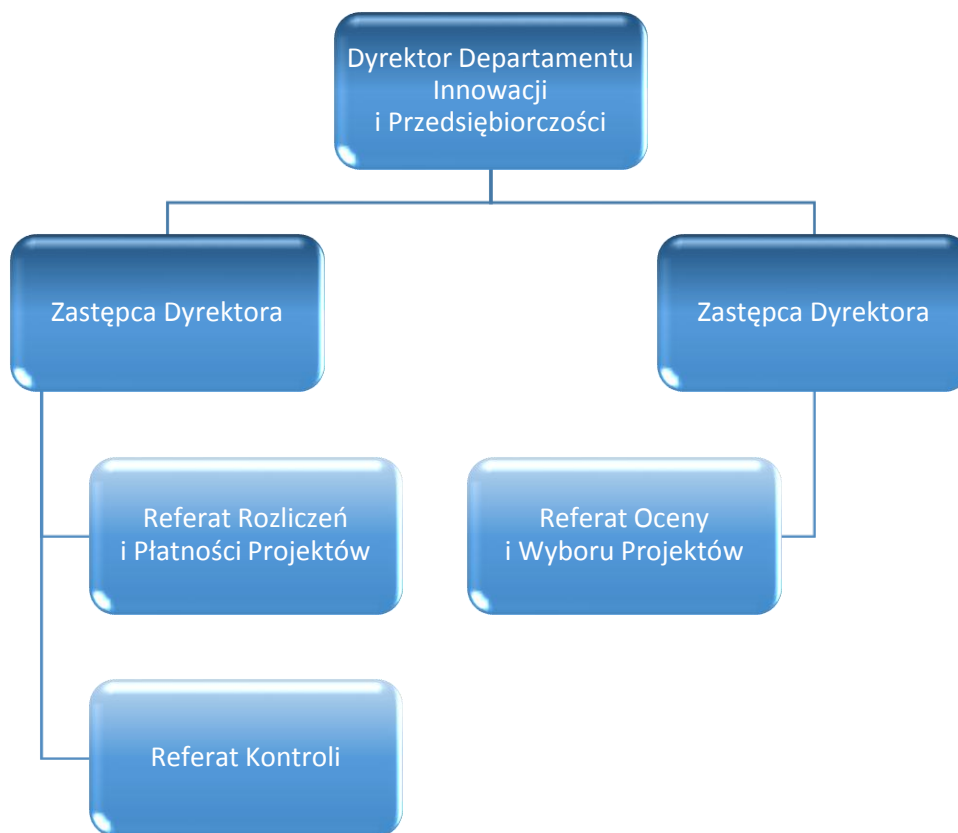 Dyrektor Departamentu
Innowacji
i Przedsiębiorczości
Zastępca Dyrektora
Zastępca Dyrektora
Referat Rozliczeń
i Płatności Projektów
Referat Oceny
i Wyboru Projektów
Referat Kontroli